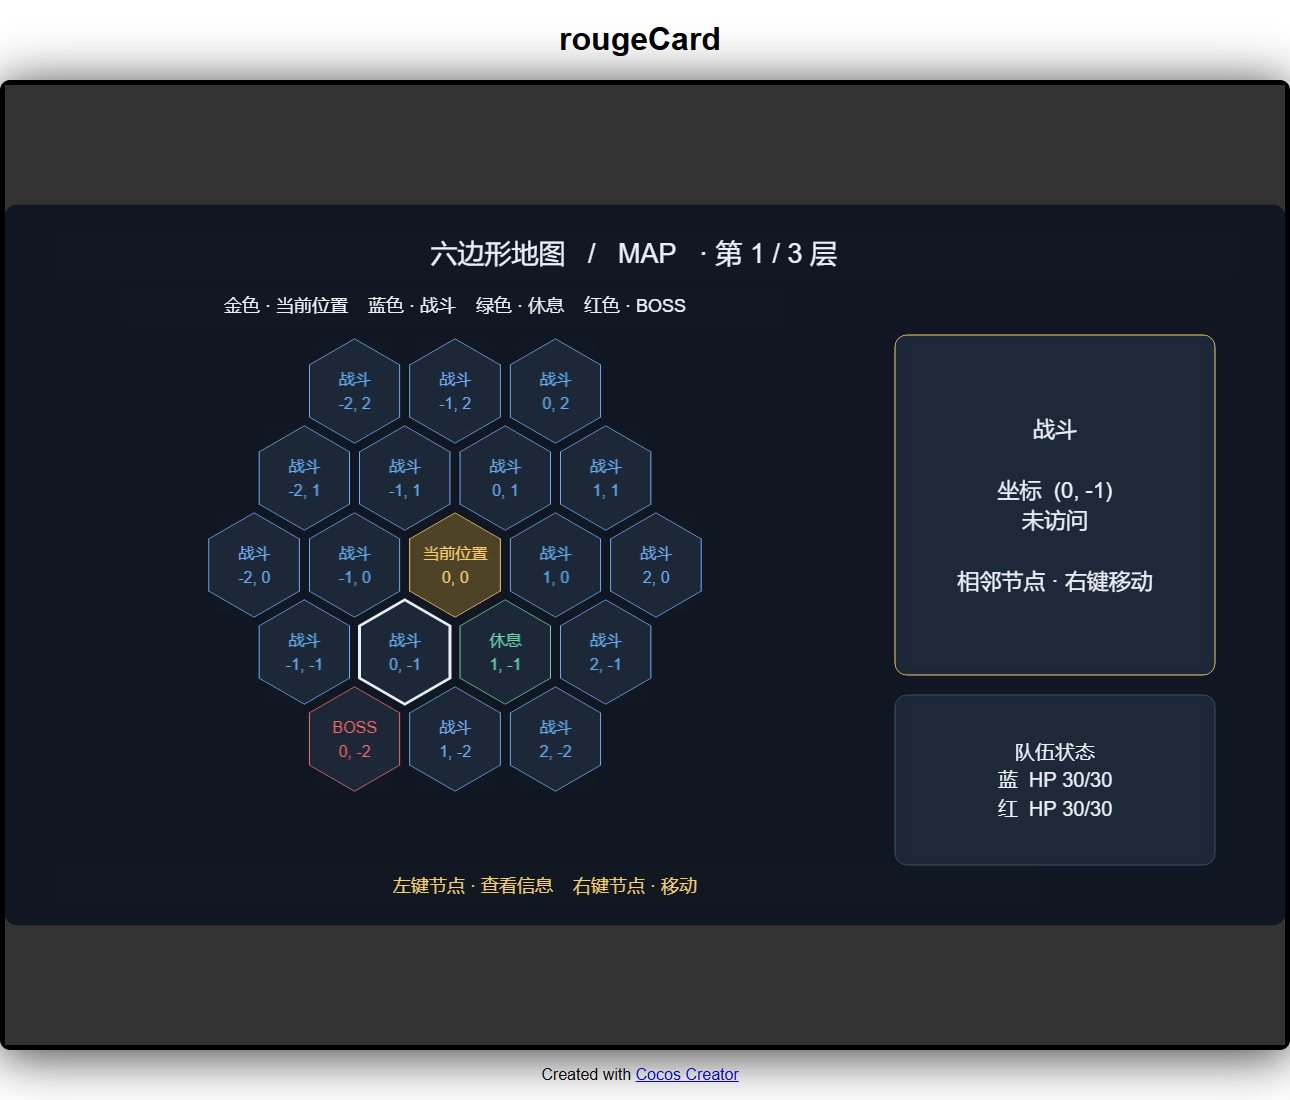 rougeCard
六边形地图 / MAP · 第 1 / 3 层
金色 · 当前位置 蓝色 · 战斗 绿色 · 休息 红色 · BOSS
战斗
-2, 2
战斗
-1, 2
战斗
0, 2
战斗
-2, 1
战斗
-1, 1
战斗
0, 1
战斗
1, 1
战斗
-2, 0
战斗
-1, 0
当前位置
0, 0
战斗
1, 0
战斗
2, 0
战斗
-1, -1
战斗
0, -1
休息
1, -1
战斗
2, -1
BOSS
0, -2
战斗
1, -2
战斗
2, -2
战斗
坐标 (0, -1)
未访问
相邻节点 · 右键移动
队伍状态
蓝 HP 30/30
红 HP 30/30
左键节点 · 查看信息 右键节点 · 移动
Created with Cocos Creator